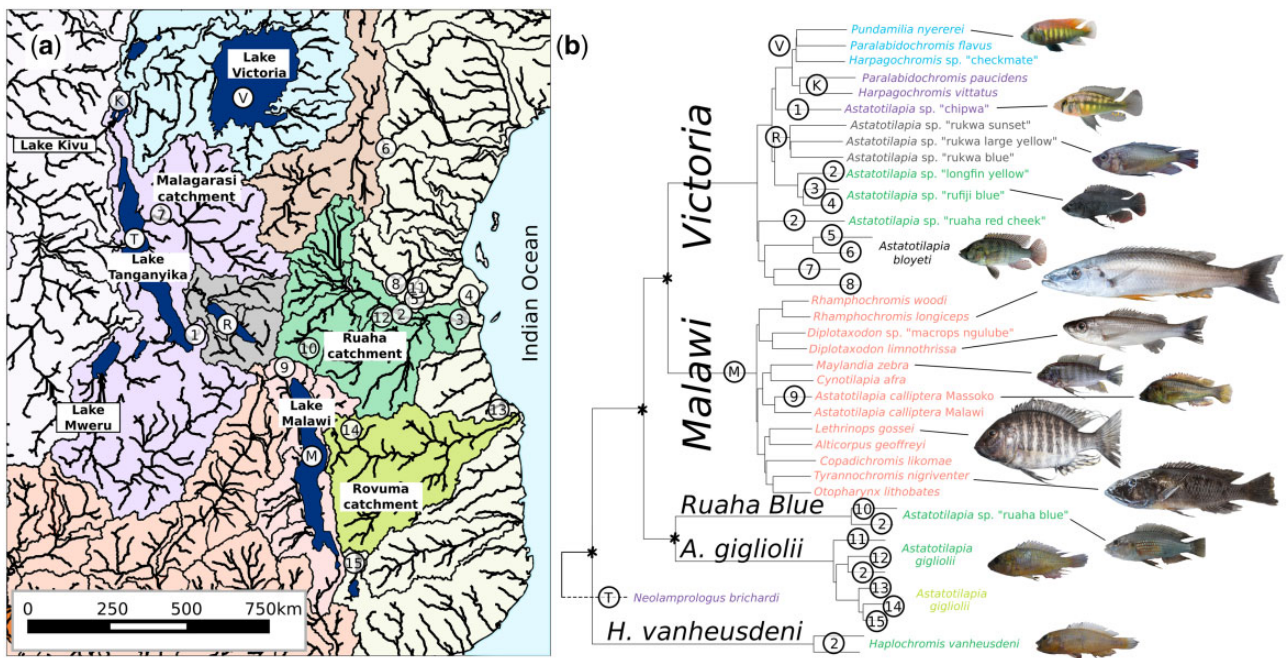 (a)
Lake
Victoria
V
K
Lake Kivu
6
Malagarasi
catchment
7
T
Lake
Tanganyika
R
1
8
11
5
2
12
4
3
Ruaha
catchment
10
9
Lake
Mweru
Lake
Malawi
M
13
14
Rovuma
catchment
15
Indian Ocean
0 250 500 750km
(b)
Victoria
V
Pundamilia nyererei
Paralabidochromis flavus
Harpagochromis sp. "checkmate"
K
Paralabidochromis paucidens
Harpagochromis vittatus
1
Astatotilapia sp. "chipwa"
R
Astatotilapia sp. "rukwa sunset"
Astatotilapia sp. "rukwa large yellow"
Astatotilapia sp. "rukwa blue"
2
Astatotilapia sp. "longfin yellow"
3
Astatotilapia sp. "rufiji blue"
4
2
Astatotilapia sp. "ruaha red cheek"
5
6
Astatotilapia
bloyeti
7
8
Malawi
M
Rhamphochromis woodi
Rhamphochromis longiceps
Diplotaxodon sp. "macrops ngulube"
Diplotaxodon limnothrissa
Maylandia zebra
Cynotilapia afra
9
Astatotilapia calliptera Massoko
Astatotilapia calliptera Malawi
Lethrinops gossei
Alticorpus geoffreyi
Copadichromis likomae
Tyrannochromis nigriventer
Otopharynx lithobates
Ruaha Blue
10
2
Astatotilapia sp. "ruaha blue"
A. gigliolii
11
12
2
Astatotilapia
gigliolii
13
14
15
Astatotilapia
gigliolii
T
Neolamprologus brichardi
H. vanheusdeni
2
Haplochromis vanheusdeni